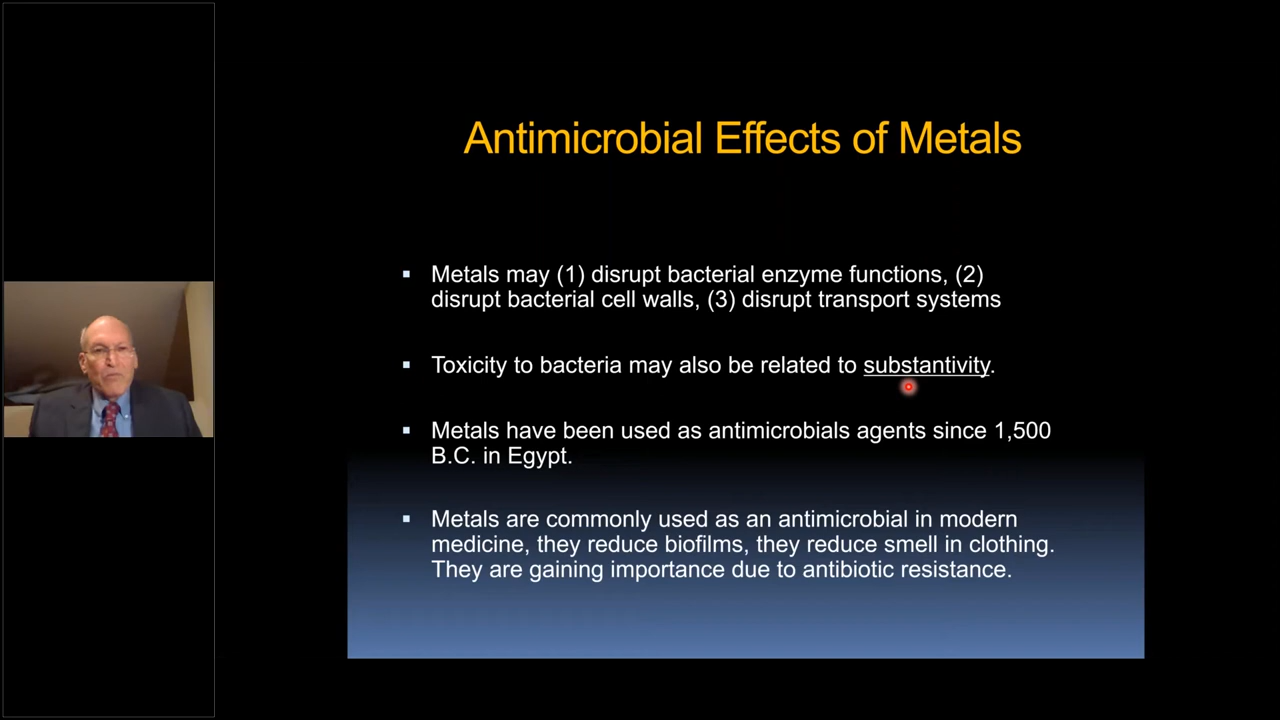 Antimicrobial Effects of Metals
Metals may (1) disrupt bacterial enzyme functions, (2)
disrupt bacterial cell walls, (3) disrupt transport systems
Toxicity to bacteria may also be related to substantivity.
Metals have been used as antimicrobials agents since 1,500
B.C. in Egypt.
Metals are commonly used as an antimicrobial in modern
medicine, they reduce biofilms, they reduce smell in clothing.
They are gaining importance due to antibiotic resistance.